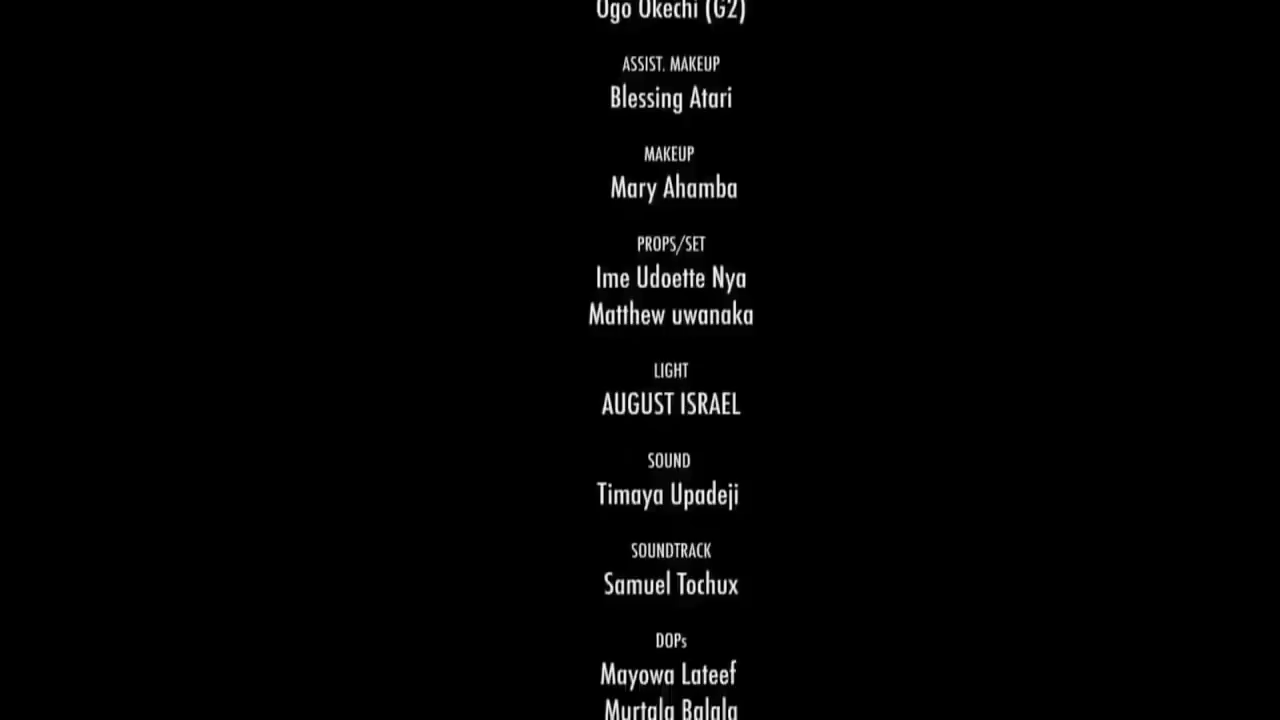 Ogo Okechi (G2)
ASSIST. MAKEUP
Blessing Atari
MAKEUP
Mary Ahamba
PROPS/SET
Ime Udoette Nya
Matthew uwanaka
LIGHT
AUGUST ISRAEL
SOUND
Timaya Upadeji
SOUNDTRACK
Samuel Tochux
DOPs
Mayowa Lateef
Murtala Balala